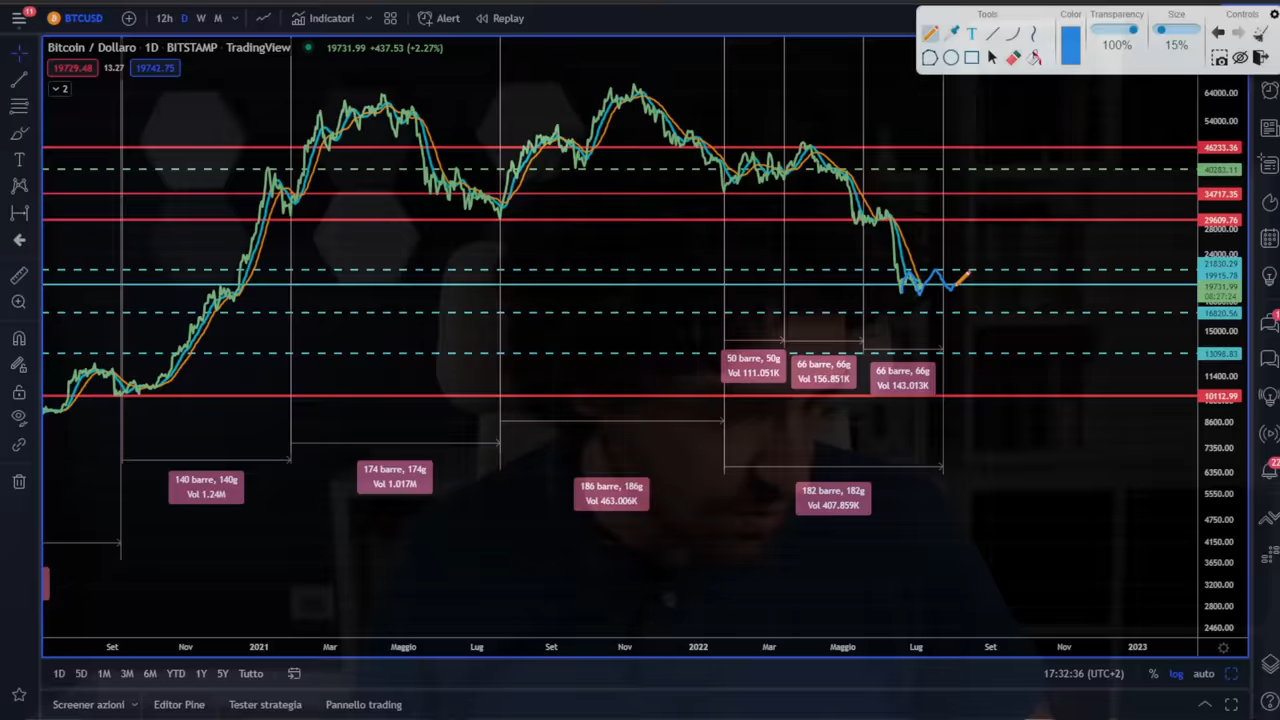 11
BTCUSD
12h D W M
Indicatori
Alert
Replay
Tools
Color
Transparency
Size
Controls
100%
15%
Bitcoin / Dollaro · 1D · BITSTAMP · TradingView
19731.99 +437.53 (+2.27%)
19729.48
13.27
19742.75
2
64000.00
54000.00
46233.36
40283.11
34717.35
29609.76
28000.00
24000.00
21830.29
19915.78
19731.99
08:27:24
16820.56
15000.00
13098.83
11400.00
10112.99
8600.00
7350.00
6350.00
5550.00
4750.00
4150.00
3650.00
3200.00
2800.00
2460.00
50 barre, 50g
Vol 111.051K
66 barre, 66g
Vol 156.851K
66 barre, 66g
Vol 143.013K
140 barre, 140g
Vol 1.24M
174 barre, 174g
Vol 1.017M
186 barre, 186g
Vol 463.006K
182 barre, 182g
Vol 407.859K
Set Nov 2021 Mar Maggio Lug Set Nov 2022 Mar Maggio Lug Set Nov 2023
1D 5D 1M 3M 6M YTD 1Y 5Y Tutto
17:32:36 (UTC+2)
% log auto
Screener azioni
Editor Pine
Tester strategia
Pannello trading